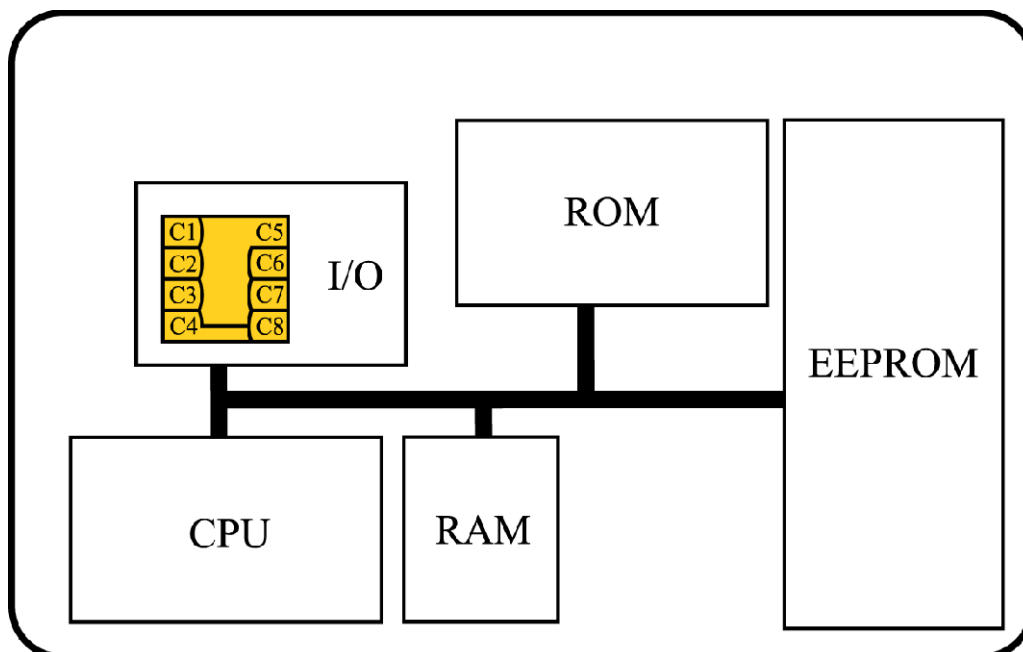 ROM
C1 C5
C2 C6
I/O
C3 C7
C4 C8
EEPROM
CPU
RAM